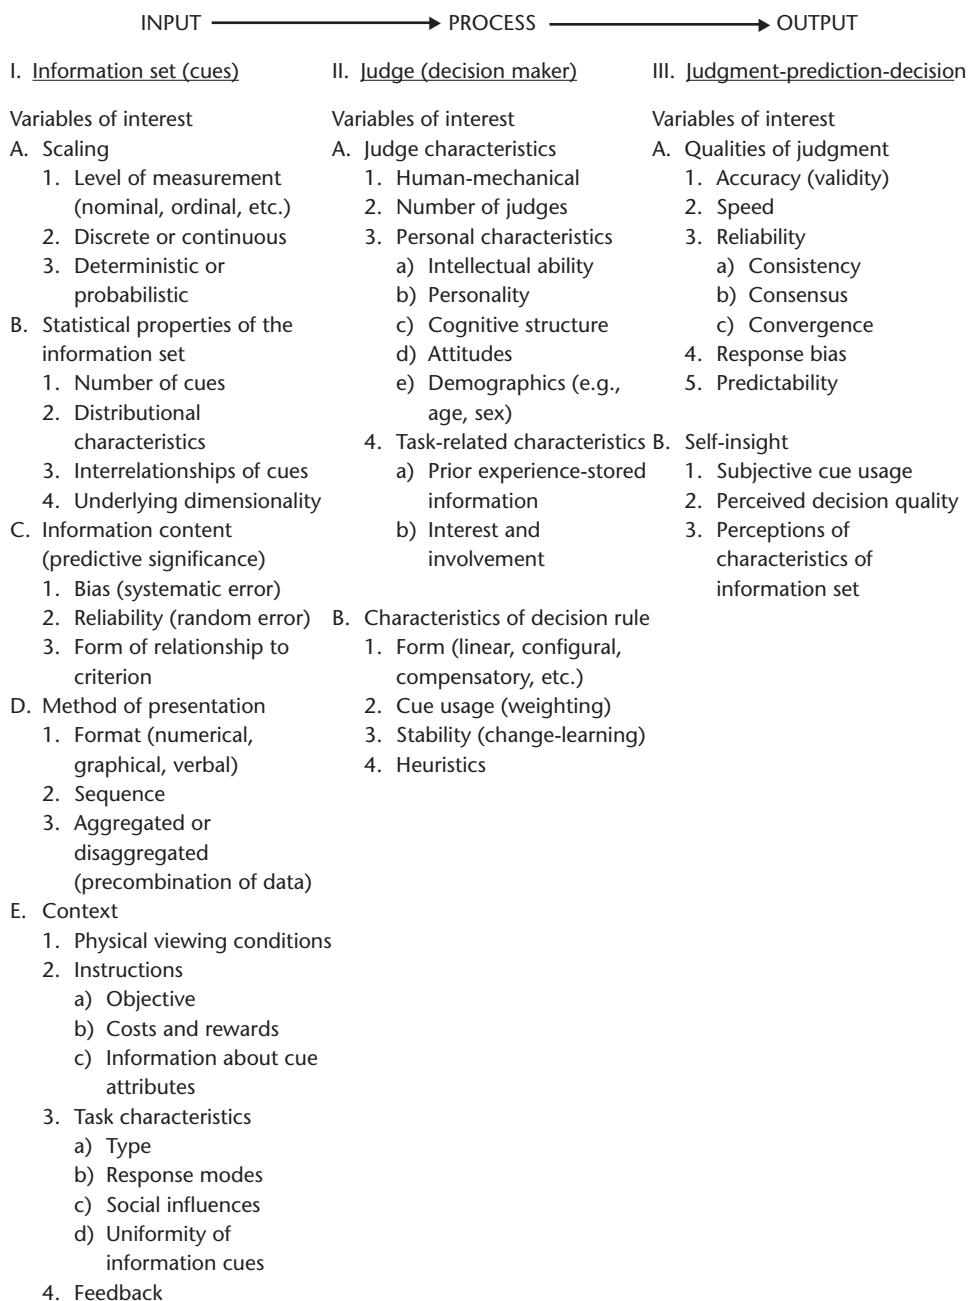 INPUT PROCESS OUTPUT
I. Information set (cues)
Variables of interest
A. Scaling
1. Level of measurement
(nominal, ordinal, etc.)
2. Discrete or continuous
3. Deterministic or
probabilistic
B. Statistical properties of the
information set
1. Number of cues
2. Distributional
characteristics
3. Interrelationships of cues
4. Underlying dimensionality
C. Information content
(predictive significance)
1. Bias (systematic error)
2. Reliability (random error)
3. Form of relationship to
criterion
D. Method of presentation
1. Format (numerical,
graphical, verbal)
2. Sequence
3. Aggregated or
disaggregated
(precombination of data)
E. Context
1. Physical viewing conditions
2. Instructions
a) Objective
b) Costs and rewards
c) Information about cue
attributes
3. Task characteristics
a) Type
b) Response modes
c) Social influences
d) Uniformity of
information cues
4. Feedback
II. Judge (decision maker)
Variables of interest
A. Judge characteristics
1. Human-mechanical
2. Number of judges
3. Personal characteristics
a) Intellectual ability
b) Personality
c) Cognitive structure
d) Attitudes
e) Demographics (e.g.,
age, sex)
4. Task-related characteristics
a) Prior experience-stored
information
b) Interest and
involvement
B. Characteristics of decision rule
1. Form (linear, configural,
compensatory, etc.)
2. Cue usage (weighting)
3. Stability (change-learning)
4. Heuristics
III. Judgment-prediction-decision
Variables of interest
A. Qualities of judgment
1. Accuracy (validity)
2. Speed
3. Reliability
a) Consistency
b) Consensus
c) Convergence
4. Response bias
5. Predictability
B. Self-insight
1. Subjective cue usage
2. Perceived decision quality
3. Perceptions of
characteristics of
information set